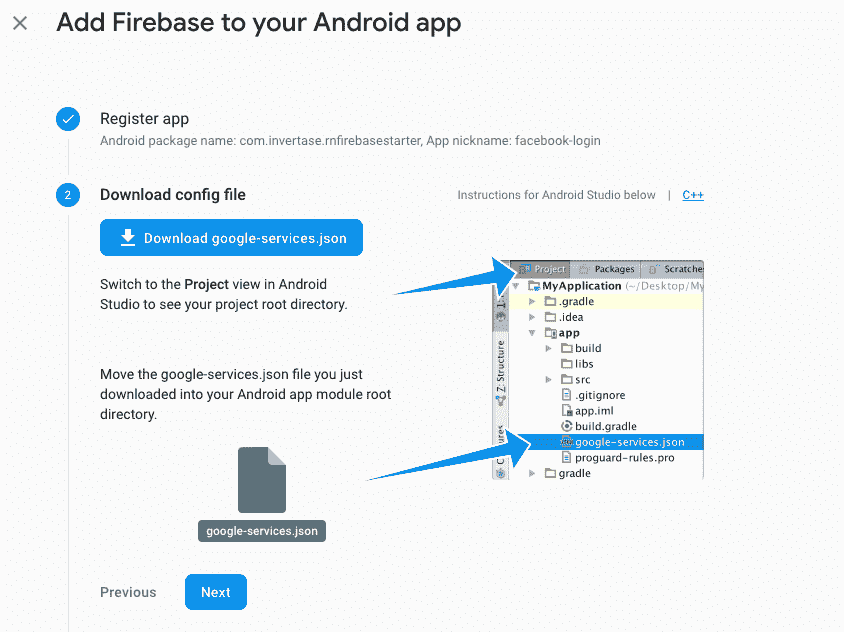 Add Firebase to your Android app
Register app
Android package name: com.invertase.rnfirebasestarter, App nickname: facebook-login
2
Download config file
Instructions for Android Studio below | C++
Download google-services.json
Switch to the Project view in Android
Studio to see your project root directory.
Move the google-services.json file you just
downloaded into your Android app module root
directory.
google-services.json
Project Packages Scratches
MyApplication (~/Desktop/My
.gradle
.idea
app
build
libs
src
.gitignore
app.iml
build.gradle
google-services.json
proguard-rules.pro
gradle
Z: Structure
Previous
Next